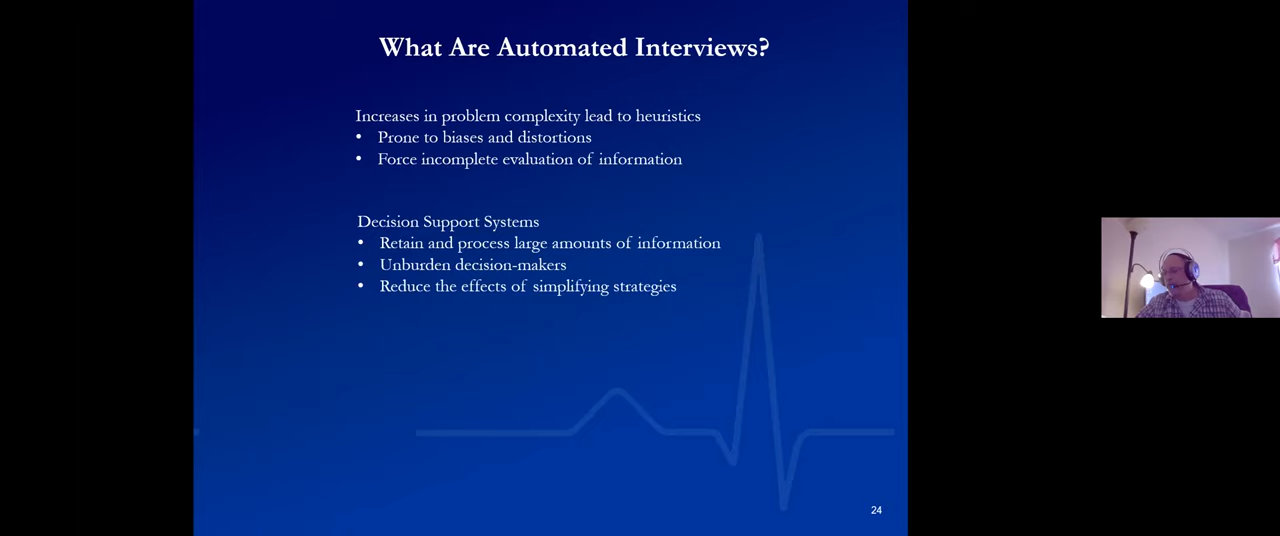 What Are Automated Interviews?
Increases in problem complexity lead to heuristics
• Prone to biases and distortions
• Force incomplete evaluation of information
Decision Support Systems
• Retain and process large amounts of information
• Unburden decision-makers
• Reduce the effects of simplifying strategies
24